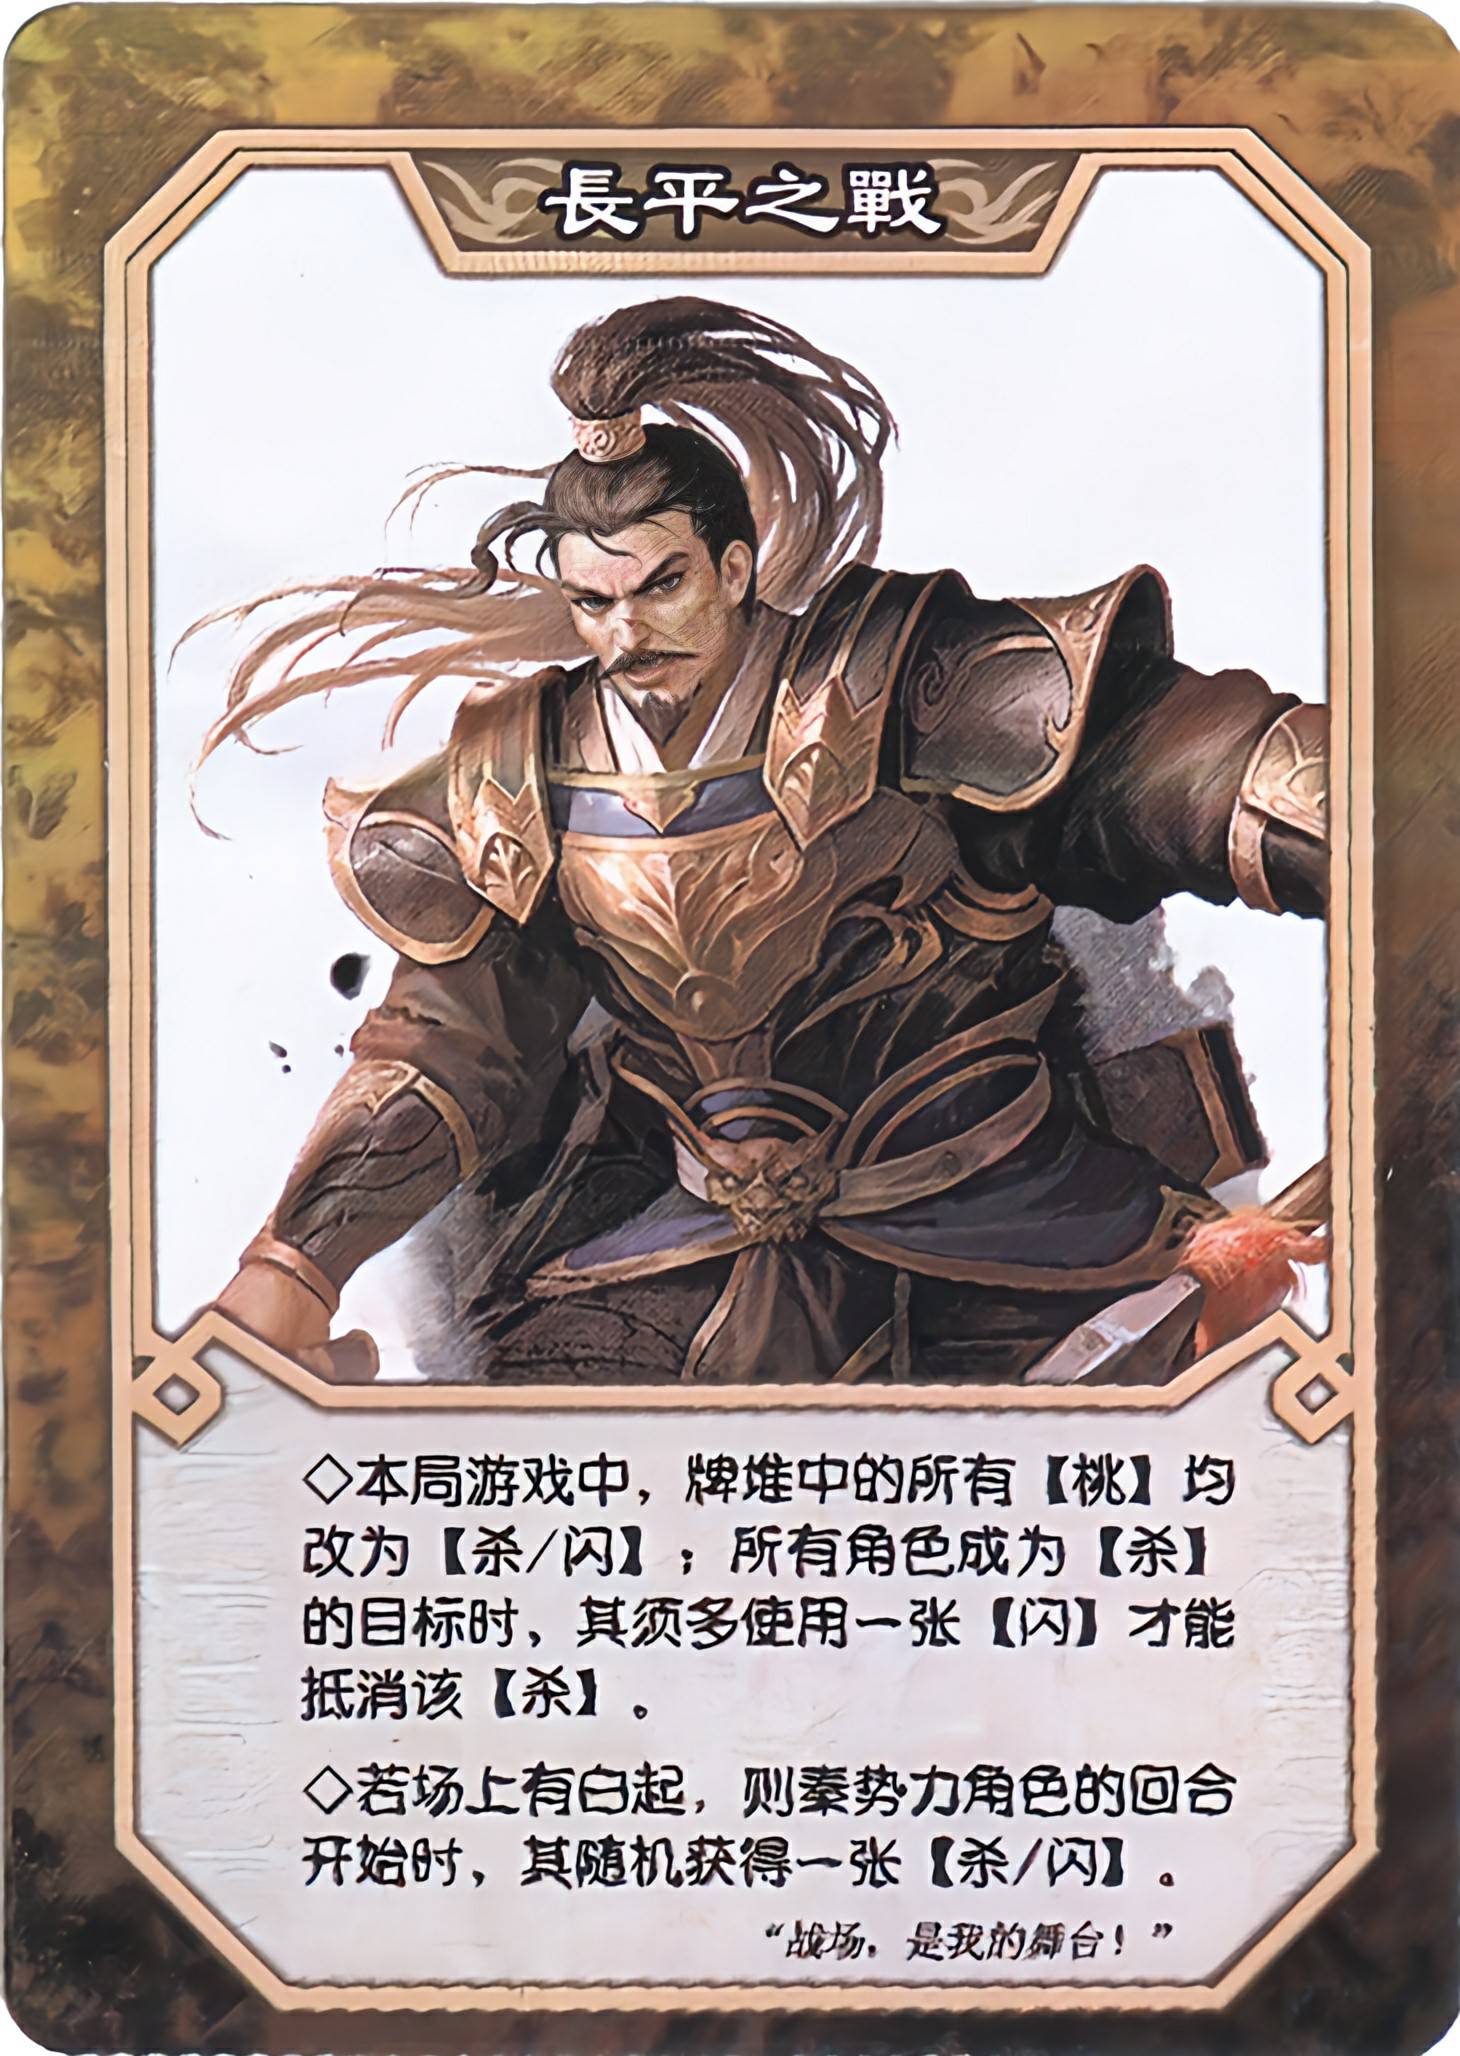 長平之戰
◇本局游戏中，牌堆中的所有【桃】均
改为【杀/闪】；所有角色成为【杀】
的目标时，其须多使用一张【闪】才能
抵消该【杀】。
◇若场上有白起，则秦势力角色的回合
开始时，其随机获得一张【杀/闪】。
“战场，是我的舞台！”